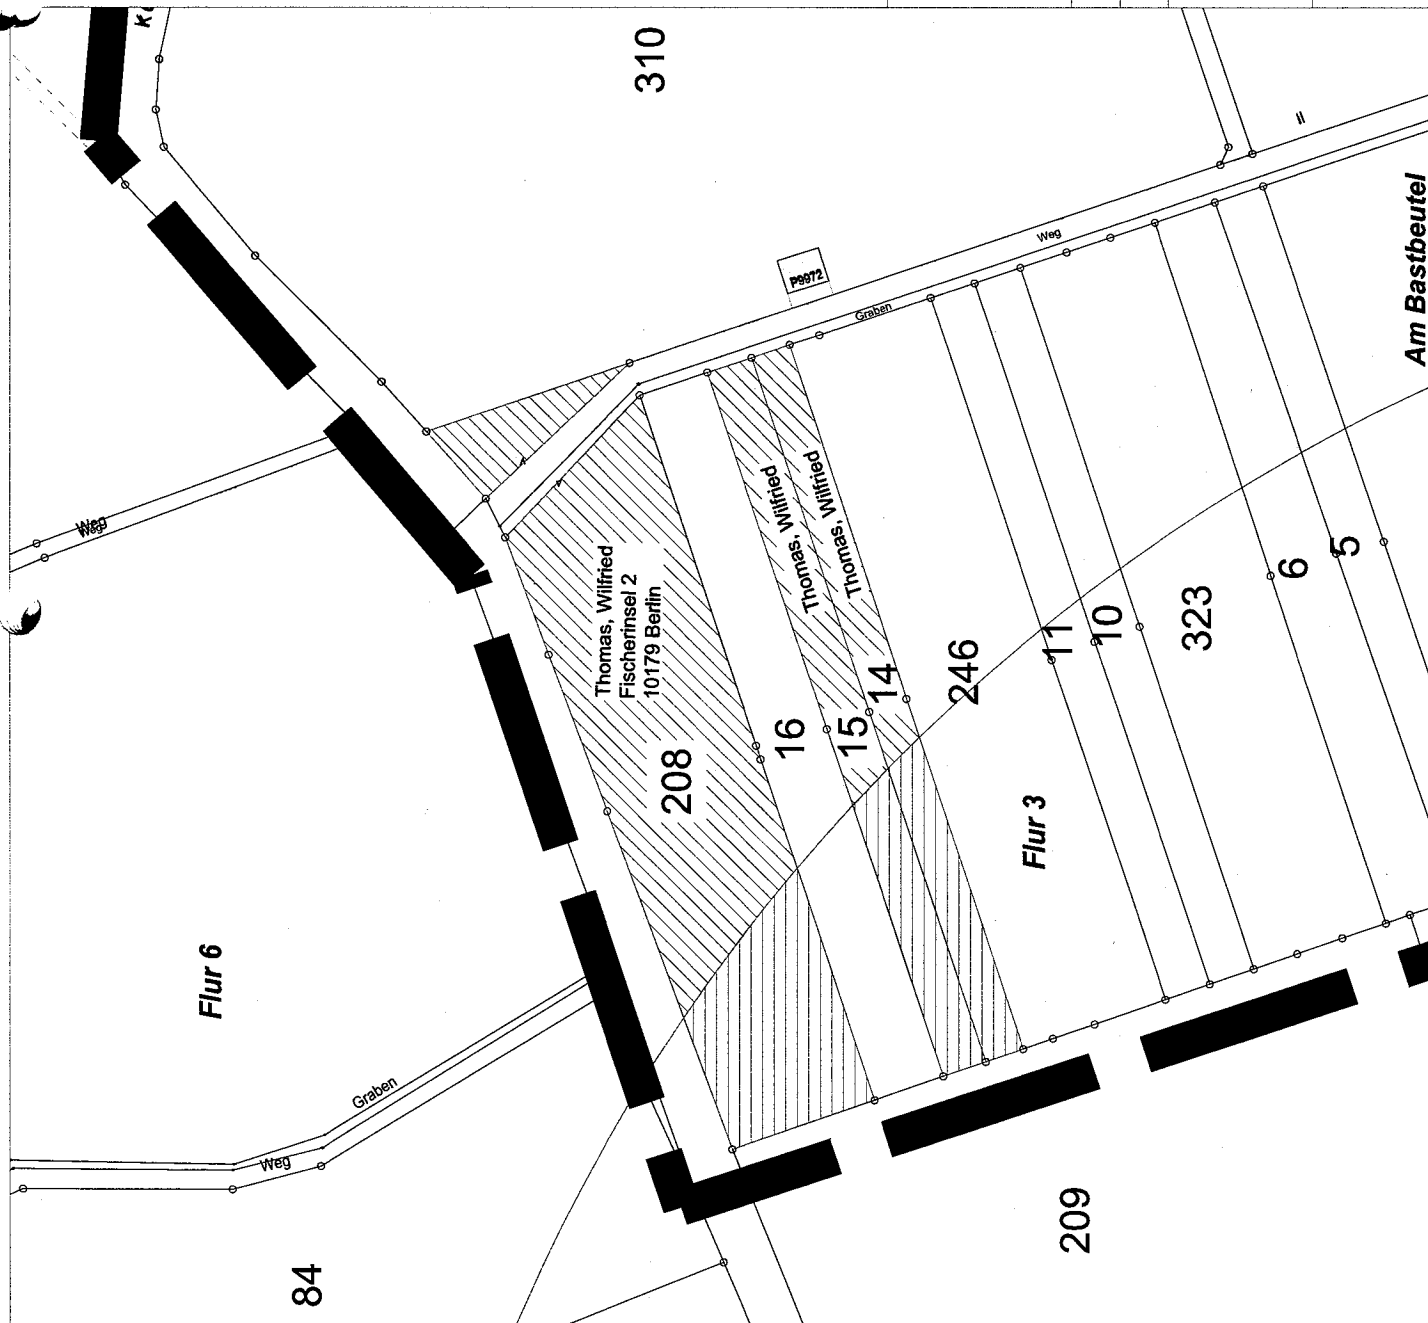 310
Am Bastbeutel
Weg
P9972
Graben
Weg
Weg
Thomas, Wilfried
Fischerinsel 2
10179 Berlin
Thomas, Wilfried
Thomas, Wilfried
208
16
15
14
246
11
10
323
6
5
Flur 3
Flur 6
Graben
Weg
84
209